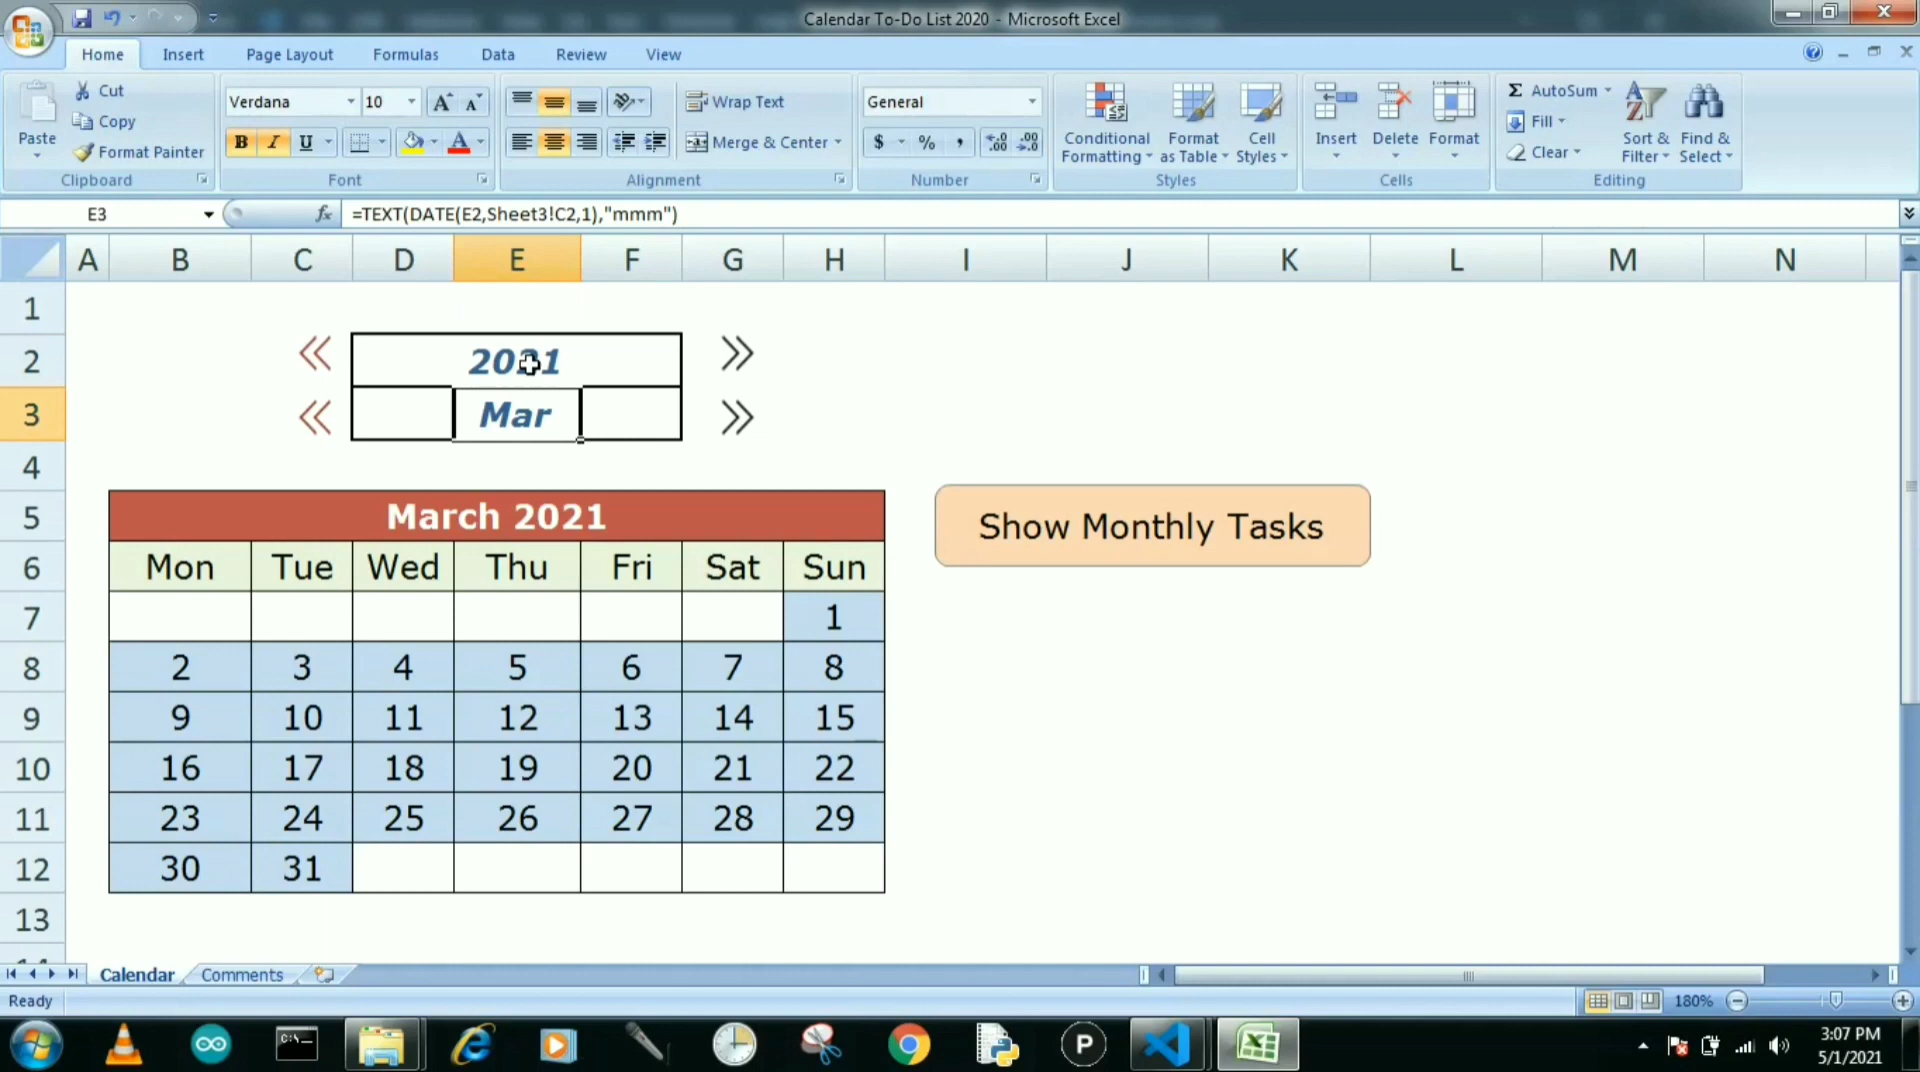 Calendar To-Do List 2020 - Microsoft Excel
Home Insert Page Layout Formulas Data Review View
Paste
Cut
Copy
Format Painter
Clipboard
Verdana 10
B I U
Font
Wrap Text
Merge & Center
Alignment
General
$ % ,
Number
Conditional Formatting
Format as Table
Cell Styles
Styles
Insert Delete Format
Cells
Σ AutoSum
Fill
Clear
Sort & Filter
Find & Select
Editing
E3 fx =TEXT(DATE(E2,Sheet3!C2,1),"mmm")
A B C D E F G H I J K L M N
1
2 2021
3 Mar
4
5 March 2021 Show Monthly Tasks
6 Mon Tue Wed Thu Fri Sat Sun
7 1
8 2 3 4 5 6 7 8
9 9 10 11 12 13 14 15
10 16 17 18 19 20 21 22
11 23 24 25 26 27 28 29
12 30 31
13
Calendar Comments
Ready 180%
C:\
P
3:07 PM
5/1/2021